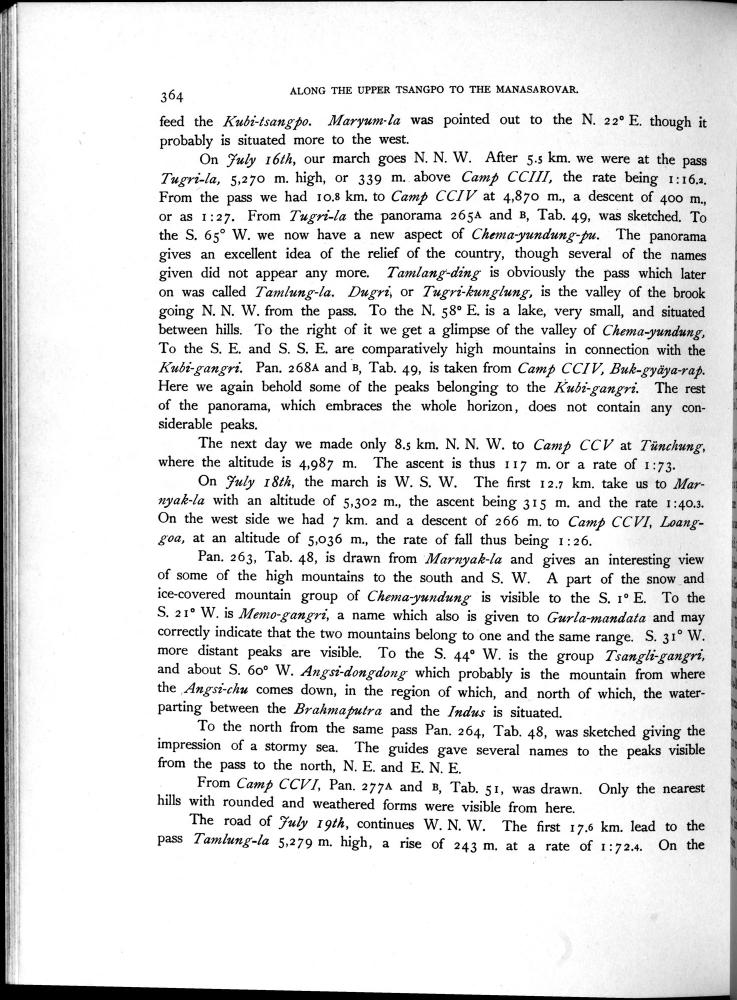 364
ALONG THE UPPER TSANGPO TO THE MANASAROVAR.
feed the Kubi-tsangpo. Maryum-la was pointed out to the N. 22° E. though it
probably is situated more to the west.
On July 16th, our march goes N. N. W. After 5.5 km. we were at the pass
Tugri-la, 5,270 m. high, or 339 m. above Camp CCIII, the rate being 1:16.2.
From the pass we had 10.8 km. to Camp CCIV at 4,870 m., a descent of 400 m.,
or as 1:27. From Tugri-la the panorama 265A and B, Tab. 49, was sketched. To
the S. 65° W. we now have a new aspect of Chema-yundung-pu. The panorama
gives an excellent idea of the relief of the country, though several of the names
given did not appear any more. Tamlang-ding is obviously the pass which later
on was called Tamlung-la. Dugri, or Tugri-kunglung, is the valley of the brook
going N. N. W. from the pass. To the N. 58° E. is a lake, very small, and situated
between hills. To the right of it we get a glimpse of the valley of Chema-yundung,
To the S. E. and S. S. E. are comparatively high mountains in connection with the
Kubi-gangri. Pan. 268A and B, Tab. 49, is taken from Camp CCIV, Buk-gyäya-rap.
Here we again behold some of the peaks belonging to the Kubi-gangri. The rest
of the panorama, which embraces the whole horizon, does not contain any con-
siderable peaks.
The next day we made only 8.5 km. N. N. W. to Camp CCV at Tünchung,
where the altitude is 4,987 m. The ascent is thus 117 m. or a rate of 1:73.
On July 18th, the march is W. S. W. The first 12.7 km. take us to Mar-
nyak-la with an altitude of 5,302 m., the ascent being 315 m. and the rate 1:40.3.
On the west side we had 7 km. and a descent of 266 m. to Camp CCVI, Loang-
goa, at an altitude of 5,036 m., the rate of fall thus being 1:26.
Pan. 263, Tab. 48, is drawn from Marnyak-la and gives an interesting view
of some of the high mountains to the south and S. W. A part of the snow and
ice-covered mountain group of Chema-yundung is visible to the S. 1° E. To the
S. 21° W. is Memo-gangri, a name which also is given to Gurla-mandata and may
correctly indicate that the two mountains belong to one and the same range. S. 31° W.
more distant peaks are visible. To the S. 44° W. is the group Tsangli-gangri,
and about S. 60° W. Angsi-dongdong which probably is the mountain from where
the Angsi-chu comes down, in the region of which, and north of which, the water-
parting between the Brahmaputra and the Indus is situated.
To the north from the same pass Pan. 264, Tab. 48, was sketched giving the
impression of a stormy sea. The guides gave several names to the peaks visible
from the pass to the north, N. E. and E. N. E.
From Camp CCVI, Pan. 277A and B, Tab. 51, was drawn. Only the nearest
hills with rounded and weathered forms were visible from here.
The road of July 19th, continues W. N. W. The first 17.6 km. lead to the
pass Tamlung-la 5,279 m. high, a rise of 243 m. at a rate of 1:72.4. On the